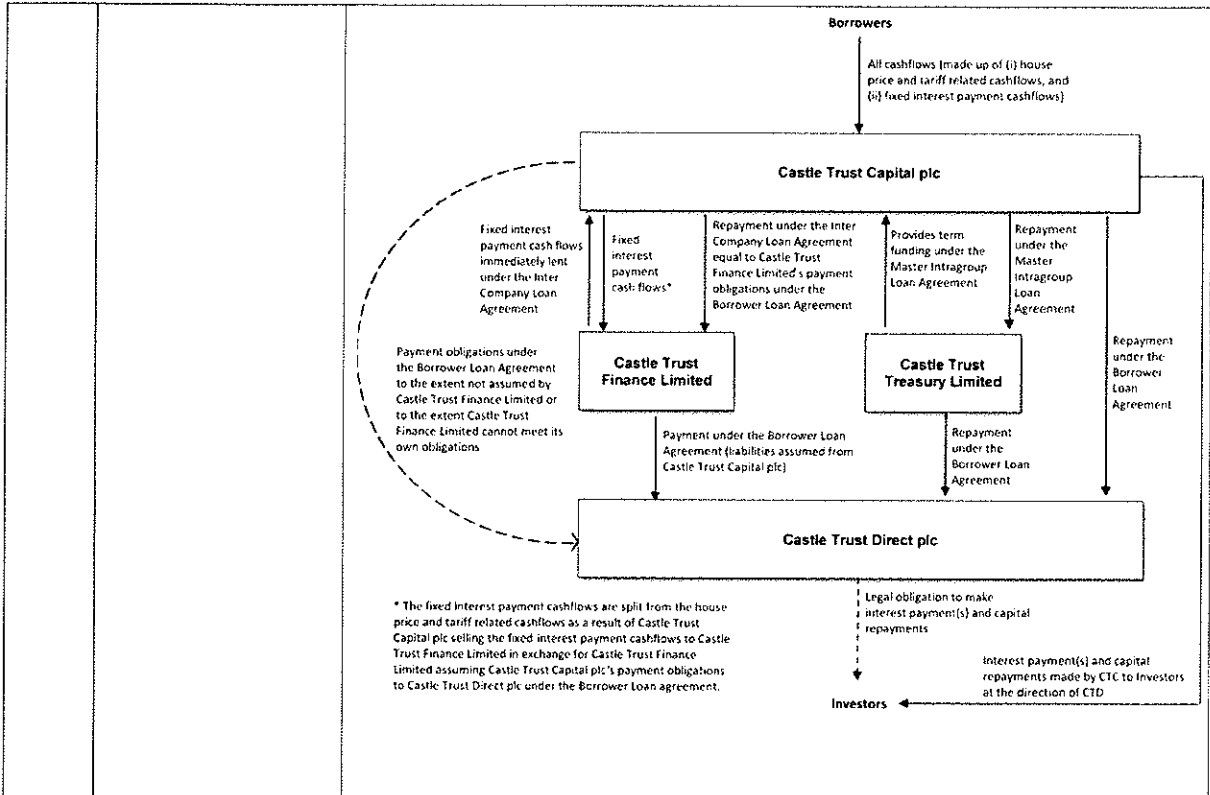 Borrowers
All cashflows (made up of (i) house
price and tariff related cashflows, and
(ii) fixed interest payment cashflows)
Castle Trust Capital plc
Fixed interest
payment cash flows
immediately lent
under the Inter
Company Loan
Agreement
Fixed
interest
payment
cash flows*
Repayment under the Inter
Company Loan Agreement
equal to Castle Trust
Finance Limited's payment
obligations under the
Borrower Loan Agreement
Provides term
funding under the
Master Intragroup
Loan Agreement
Repayment
under the
Master
Intragroup
Loan
Agreement
Repayment
under the
Borrower
Loan
Agreement
Payment obligations under
the Borrower Loan Agreement
to the extent not assumed by
Castle Trust Finance Limited or
to the extent Castle Trust
Finance Limited cannot meet its
own obligations
Castle Trust
Finance Limited
Castle Trust
Treasury Limited
Payment under the Borrower Loan
Agreement (liabilities assumed from
Castle Trust Capital plc)
Repayment
under the
Borrower Loan
Agreement
Castle Trust Direct plc
Legal obligation to make
interest payment(s) and capital
repayments
* The fixed interest payment cashflows are split from the house
price and tariff related cashflows as a result of Castle Trust
Capital plc selling the fixed interest payment cashflows to Castle
Trust Finance Limited in exchange for Castle Trust Finance
Limited assuming Castle Trust Capital plc's payment obligations
to Castle Trust Direct plc under the Borrower Loan agreement.
Interest payment(s) and capital
repayments made by CTC to Investors
at the direction of CTD
Investors